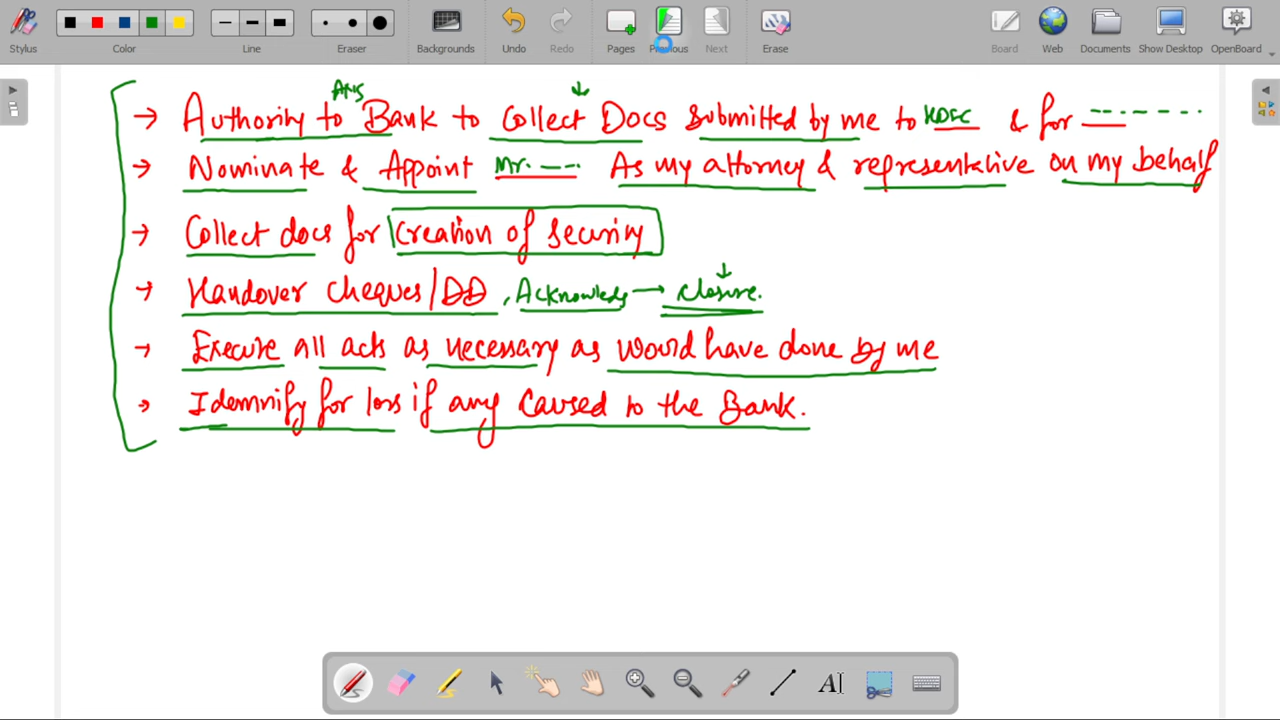 Stylus Color Line Eraser Backgrounds Undo Redo Pages Previous Next Erase Board Web Documents Show Desktop OpenBoard
→ Authority to ANS Bank to Collect Docs Submitted by me to HDFC & for -------
→ Nominate & Appoint Mr. ---- As my attorney & representative on my behalf
→ Collect docs for Creation of security
→ Handover cheques/DD, Acknowledg → Closure.
→ Execute all acts as necessary as would have done by me
→ Idemnify for loss if any Caused to the Bank.